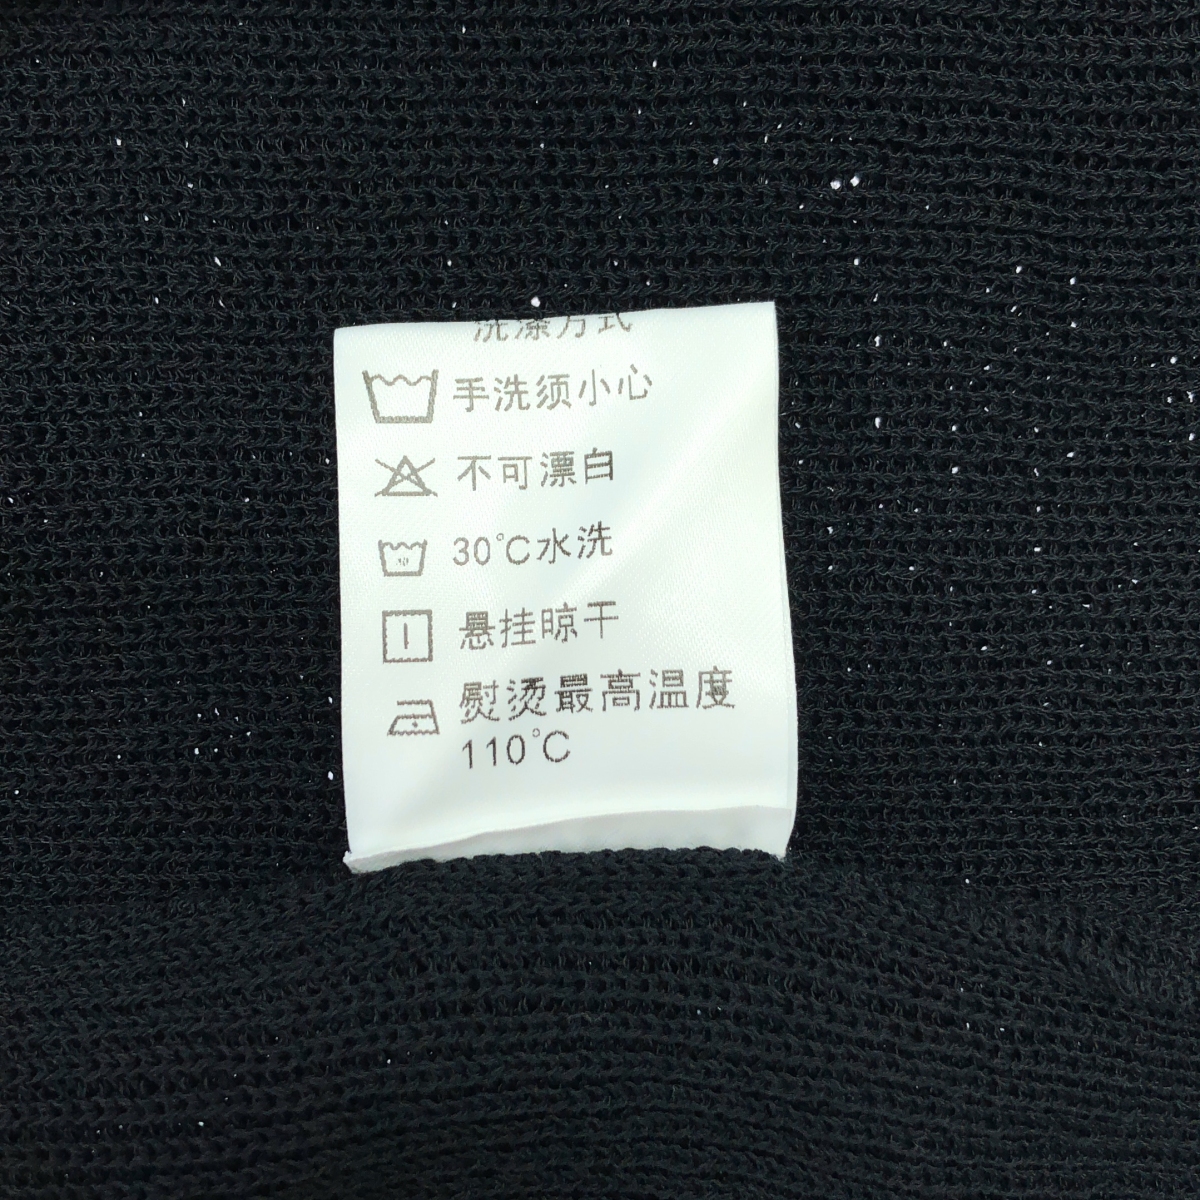 洗涤方式
手洗须小心
不可漂白
30
30°C水洗
悬挂晾干
熨烫最高温度
110°C